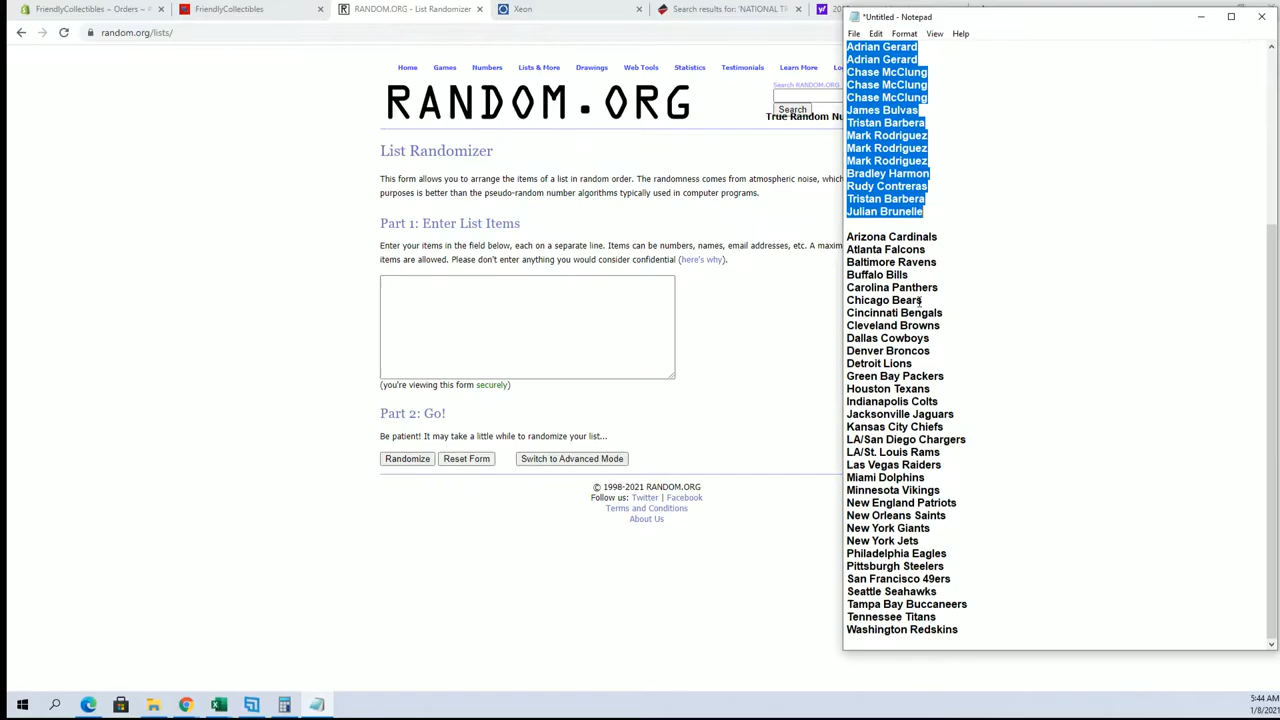 FriendlyCollectibles ~ Orders ~
FriendlyCollectibles
RANDOM.ORG - List Randomizer
Xeon
Search results for: 'NATIONAL TR
*Untitled - Notepad
random.org/lists/
File Edit Format View Help
Home Games Numbers Lists & More Drawings Web Tools Statistics Testimonials Learn More
Search RANDOM.ORG
RANDOM.ORG
Search
True Random Nu
List Randomizer
This form allows you to arrange the items of a list in random order. The randomness comes from atmospheric noise, which
purposes is better than the pseudo-random number algorithms typically used in computer programs.
Part 1: Enter List Items
Enter your items in the field below, each on a separate line. Items can be numbers, names, email addresses, etc. A maxim
items are allowed. Please don't enter anything you would consider confidential (here's why).
(you're viewing this form securely)
Part 2: Go!
Be patient! It may take a little while to randomize your list...
Randomize Reset Form Switch to Advanced Mode
© 1998-2021 RANDOM.ORG
Follow us: Twitter | Facebook
Terms and Conditions
About Us
Adrian Gerard
Adrian Gerard
Chase McClung
Chase McClung
Chase McClung
James Bulvas
Tristan Barbera
Mark Rodriguez
Mark Rodriguez
Mark Rodriguez
Bradley Harmon
Rudy Contreras
Tristan Barbera
Julian Brunelle
Arizona Cardinals
Atlanta Falcons
Baltimore Ravens
Buffalo Bills
Carolina Panthers
Chicago Bears
Cincinnati Bengals
Cleveland Browns
Dallas Cowboys
Denver Broncos
Detroit Lions
Green Bay Packers
Houston Texans
Indianapolis Colts
Jacksonville Jaguars
Kansas City Chiefs
LA/San Diego Chargers
LA/St. Louis Rams
Las Vegas Raiders
Miami Dolphins
Minnesota Vikings
New England Patriots
New Orleans Saints
New York Giants
New York Jets
Philadelphia Eagles
Pittsburgh Steelers
San Francisco 49ers
Seattle Seahawks
Tampa Bay Buccaneers
Tennessee Titans
Washington Redskins
5:44 AM
1/8/2021